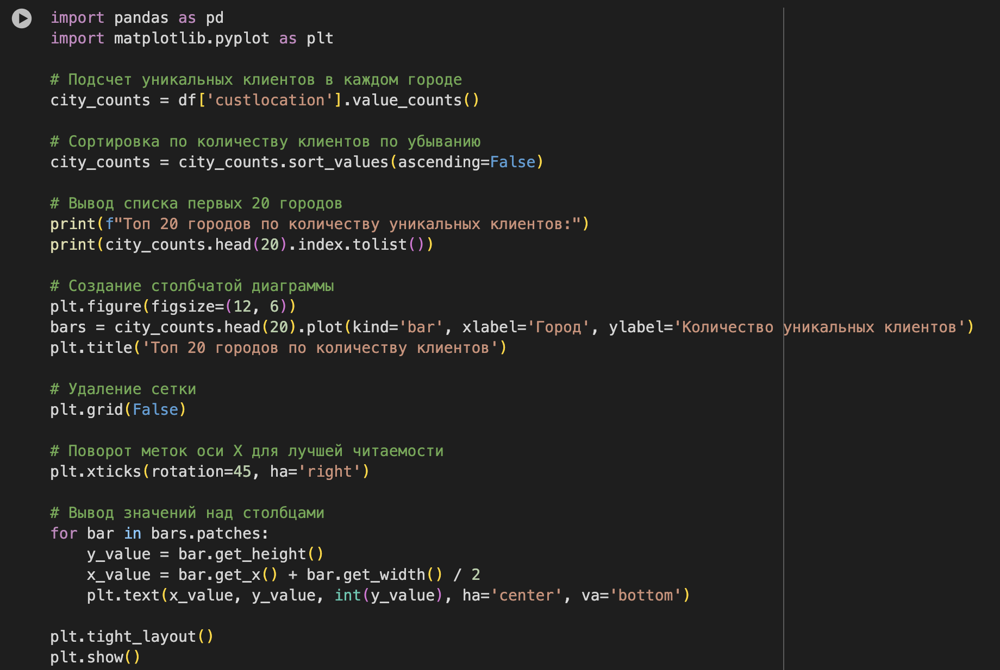 import pandas as pd
import matplotlib.pyplot as plt

# Подсчет уникальных клиентов в каждом городе
city_counts = df['custlocation'].value_counts()

# Сортировка по количеству клиентов по убыванию
city_counts = city_counts.sort_values(ascending=False)

# Вывод списка первых 20 городов
print(f"Топ 20 городов по количеству уникальных клиентов:")
print(city_counts.head(20).index.tolist())

# Создание столбчатой диаграммы
plt.figure(figsize=(12, 6))
bars = city_counts.head(20).plot(kind='bar', xlabel='Город', ylabel='Количество уникальных клиентов')
plt.title('Топ 20 городов по количеству клиентов')

# Удаление сетки
plt.grid(False)

# Поворот меток оси X для лучшей читаемости
plt.xticks(rotation=45, ha='right')

# Вывод значений над столбцами
for bar in bars.patches:
    y_value = bar.get_height()
    x_value = bar.get_x() + bar.get_width() / 2
    plt.text(x_value, y_value, int(y_value), ha='center', va='bottom')

plt.tight_layout()
plt.show()